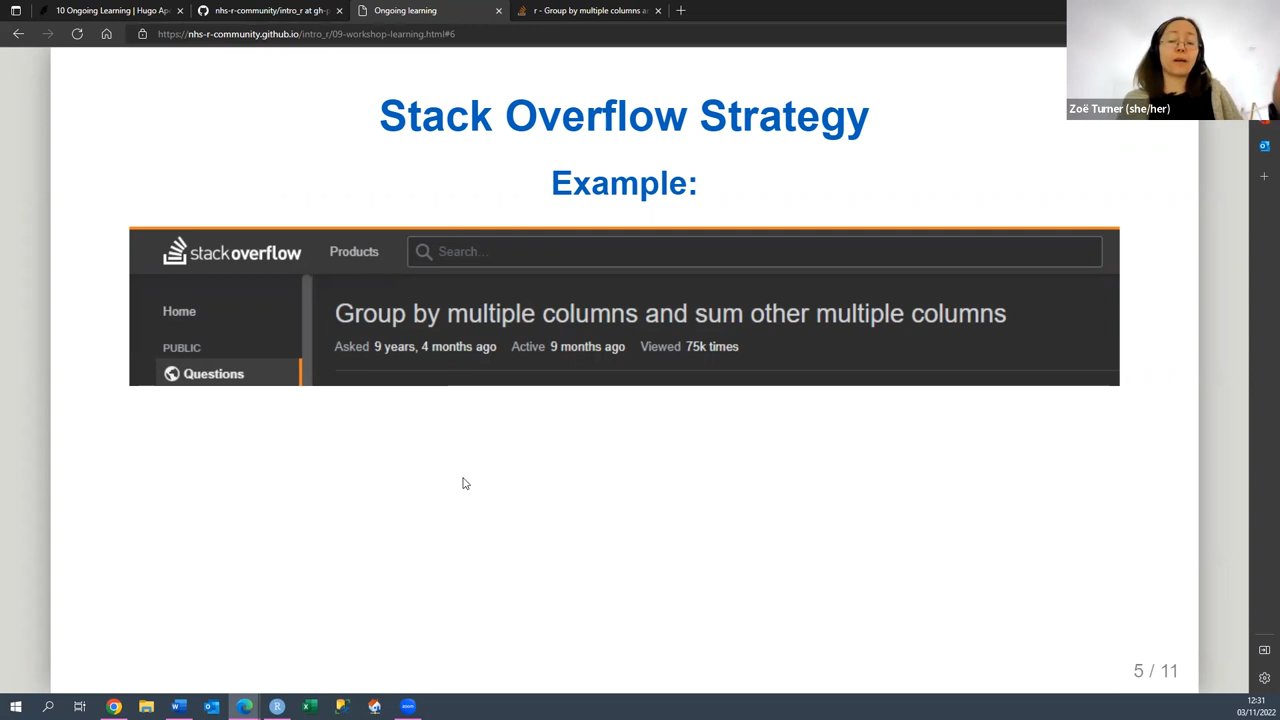 10 Ongoing Learning | Hugo Ape
nhs-r-community/intro_r at gh-p
Ongoing learning
r - Group by multiple columns a
https://nhs-r-community.github.io/intro_r/09-workshop-learning.html#6
Zoë Turner (she/her)
Stack Overflow Strategy
Example:
stackoverflow
Products
Search...
Home
Group by multiple columns and sum other multiple columns
PUBLIC
Asked 9 years, 4 months ago Active 9 months ago Viewed 75k times
Questions
5 / 11
12:31
03/11/2022